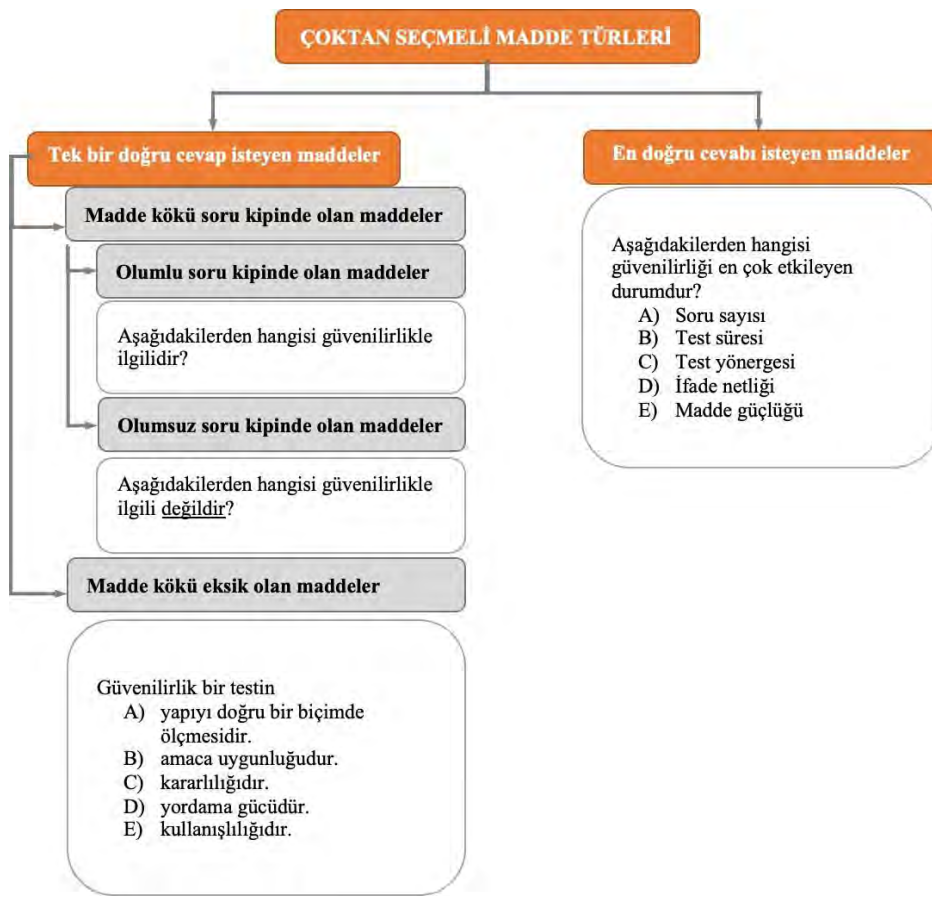 ÇOKTAN SEÇMELİ MADDE TÜRLERİ
Tek bir doğru cevap isteyen maddeler
Madde kökü soru kipinde olan maddeler
Olumlu soru kipinde olan maddeler
Aşağıdakilerden hangisi güvenilirlikle
ilgilidir?
Olumsuz soru kipinde olan maddeler
Aşağıdakilerden hangisi güvenilirlikle
ilgili değildir?
Madde kökü eksik olan maddeler
Güvenilirlik bir testin
A) yapıyı doğru bir biçimde
ölçmesidir.
B) amaca uygunluğudur.
C) kararlılığıdır.
D) yordama gücüdür.
E) kullanışlılığıdır.
En doğru cevabı isteyen maddeler
Aşağıdakilerden hangisi
güvenilirliği en çok etkileyen
durumdur?
A) Soru sayısı
B) Test süresi
C) Test yönergesi
D) İfade netliği
E) Madde güçlüğü